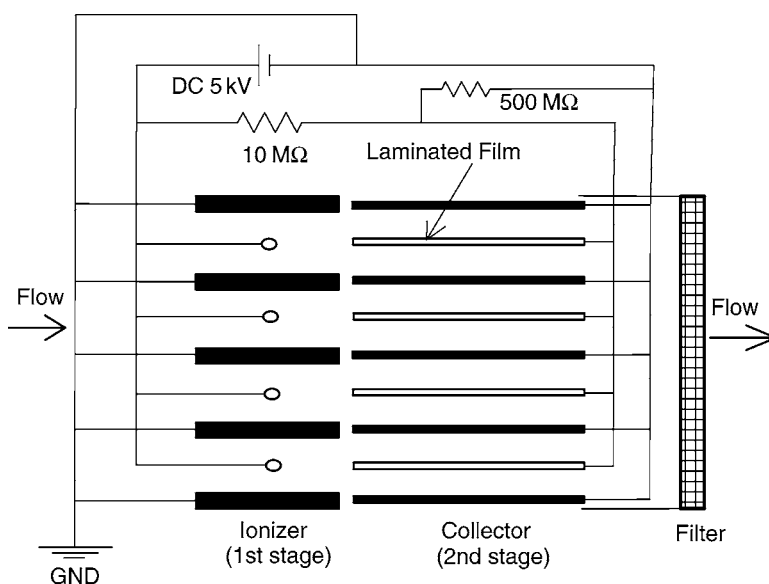 DC 5 kV
500 MΩ
10 MΩ
Laminated Film
Flow
Flow
Ionizer
(1st stage)
Collector
(2nd stage)
Filter
GND